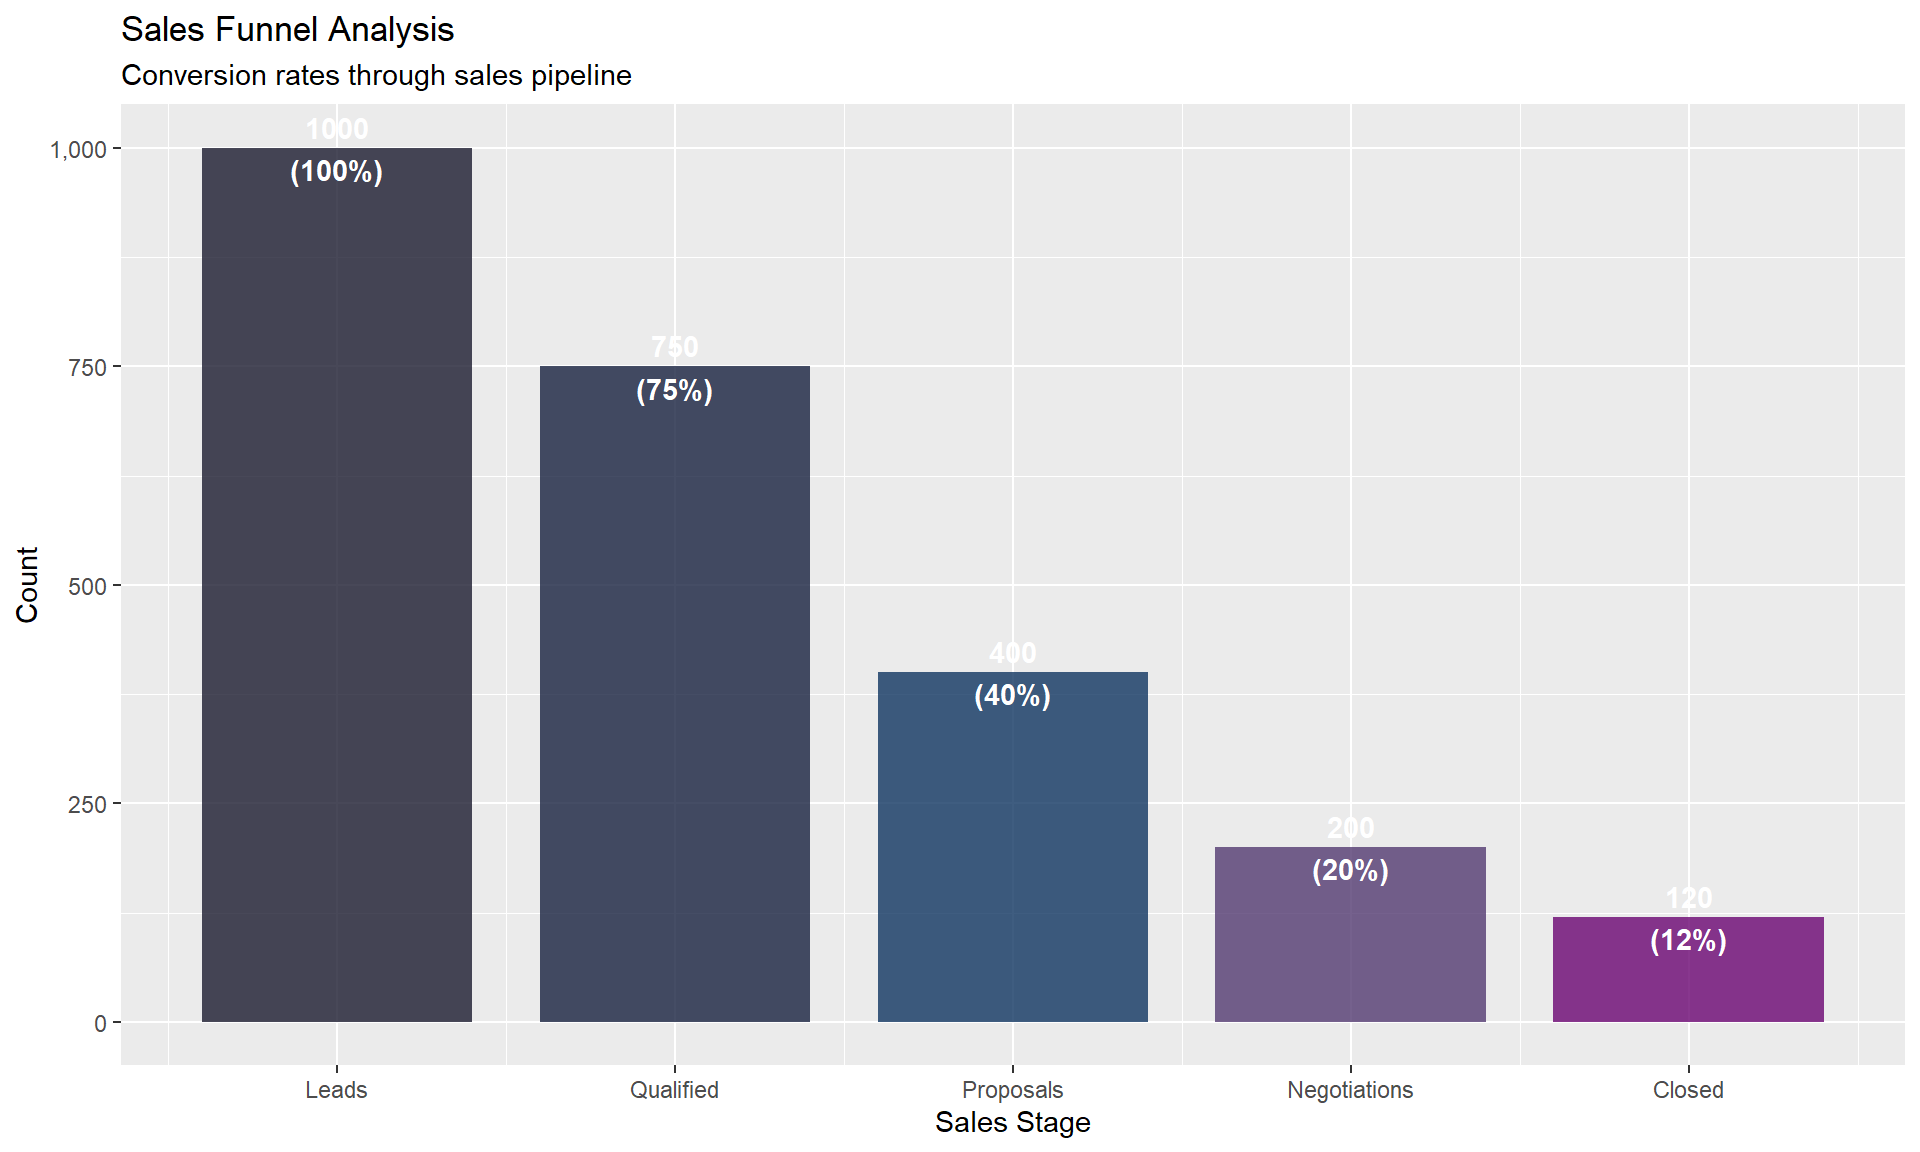 Sales Funnel Analysis
Conversion rates through sales pipeline
Count
1,000
750
500
250
0
1000
(100%)
750
(75%)
400
(40%)
200
(20%)
120
(12%)
Leads
Qualified
Proposals
Negotiations
Closed
Sales Stage